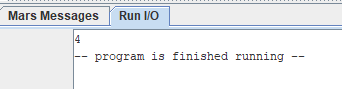 Mars Messages Run I/O
4
-- program is finished running --